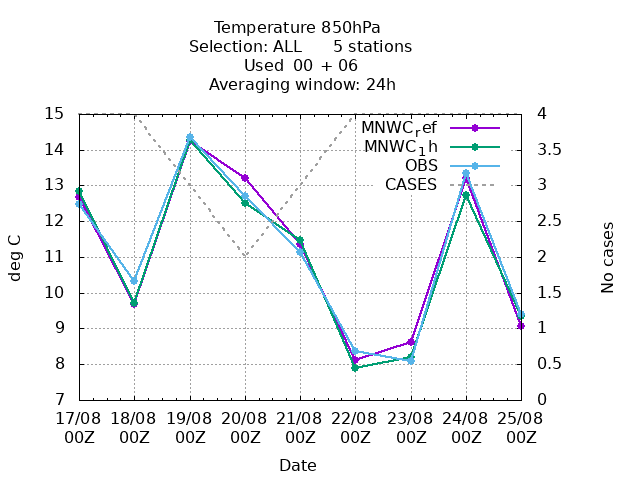 Temperature 850hPa
Selection: ALL 5 stations
Used 00 + 06
Averaging window: 24h
15 4
14 3.5
13 3
12 2.5
11 2
10 1.5
9 1
8 0.5
7 0
MNWCref
MNWC1h
OBS
CASES
deg C
No cases
17/08 18/08 19/08 20/08 21/08 22/08 23/08 24/08 25/08
00Z 00Z 00Z 00Z 00Z 00Z 00Z 00Z 00Z
Date